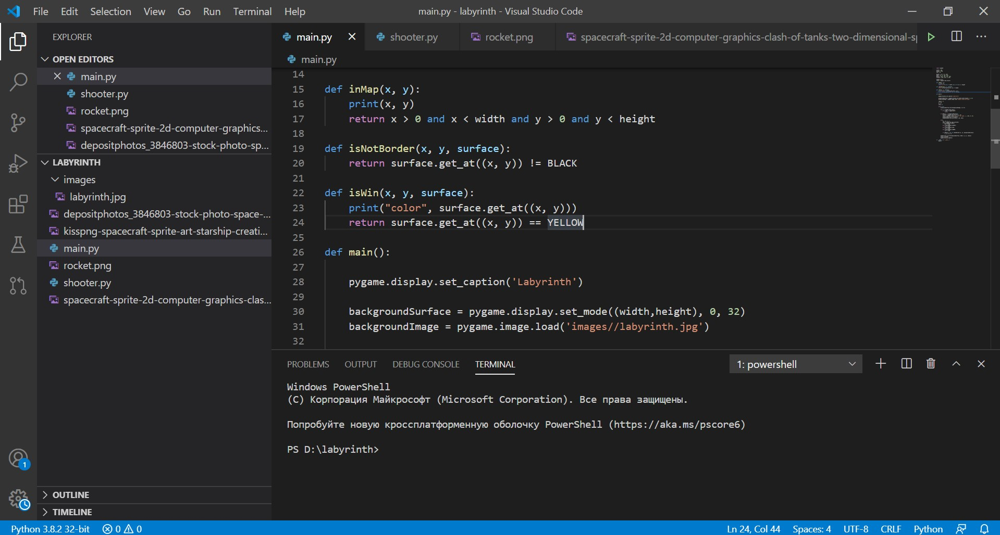 File Edit Selection View Go Run Terminal Help
main.py - labyrinth - Visual Studio Code
EXPLORER
OPEN EDITORS
main.py
shooter.py
rocket.png
spacecraft-sprite-2d-computer-graphics...
depositphotos_3846803-stock-photo-sp...
LABYRINTH
images
labyrinth.jpg
depositphotos_3846803-stock-photo-space-...
kisspng-spacecraft-sprite-art-starship-creati...
main.py
rocket.png
shooter.py
spacecraft-sprite-2d-computer-graphics-clas...
1
OUTLINE
TIMELINE
main.py shooter.py rocket.png spacecraft-sprite-2d-computer-graphics-clash-of-tanks-two-dimensional-sp
main.py
14
15 def inMap(x, y):
16 print(x, y)
17 return x > 0 and x < width and y > 0 and y < height
18
19 def isNotBorder(x, y, surface):
20 return surface.get_at((x, y)) != BLACK
21
22 def isWin(x, y, surface):
23 print("color", surface.get_at((x, y)))
24 return surface.get_at((x, y)) == YELLOW
25
26 def main():
27
28 pygame.display.set_caption('Labyrinth')
29
30 backgroundSurface = pygame.display.set_mode((width,height), 0, 32)
31 backgroundImage = pygame.image.load('images//labyrinth.jpg')
32
PROBLEMS OUTPUT DEBUG CONSOLE TERMINAL 1: powershell
Windows PowerShell
(C) Корпорация Майкрософт (Microsoft Corporation). Все права защищены.
Попробуйте новую кроссплатформенную оболочку PowerShell (https://aka.ms/pscore6)
PS D:\labyrinth>
Python 3.8.2 32-bit 0 0 Ln 24, Col 44 Spaces: 4 UTF-8 CRLF Python